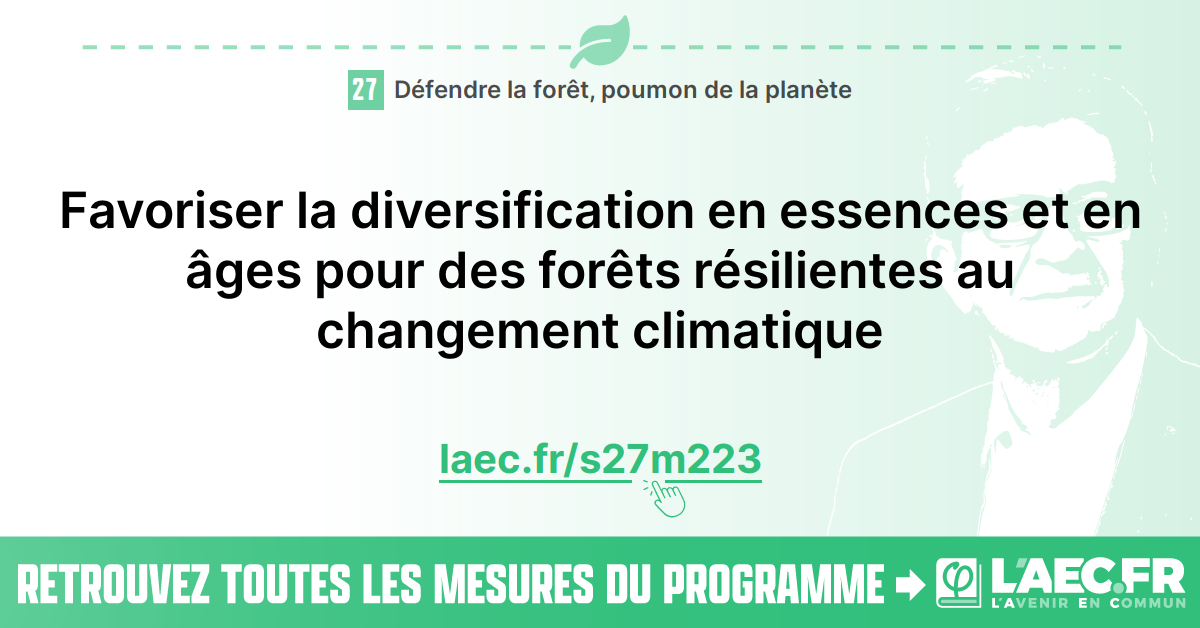 27 Défendre la forêt, poumon de la planète
Favoriser la diversification en essences et en
âges pour des forêts résilientes au
changement climatique
laec.fr/s27m223
RETROUVEZ TOUTES LES MESURES DU PROGRAMME
φ L'AEC.FR
L'AVENIR EN COMMUN